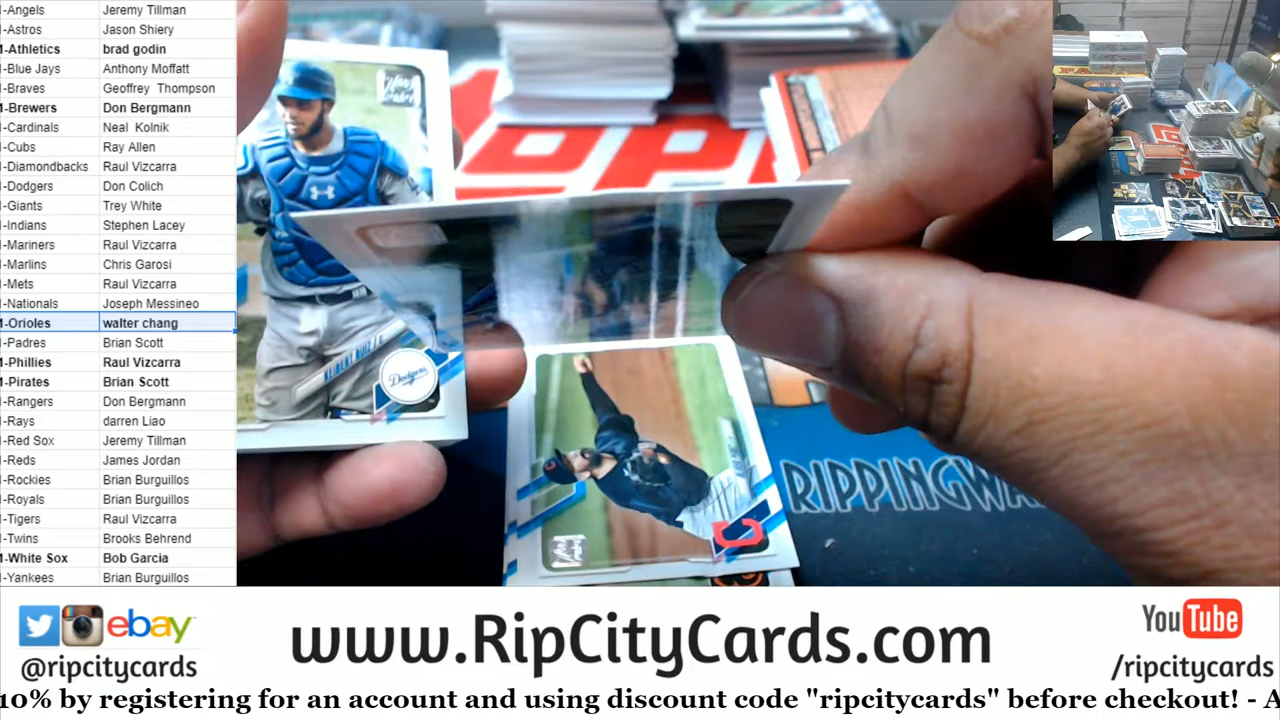 -Angels Jeremy Tillman
-Astros Jason Shiery
-Athletics brad godin
-Blue Jays Anthony Moffatt
-Braves Geoffrey Thompson
-Brewers Don Bergmann
-Cardinals Neal Kolnik
-Cubs Ray Allen
-Diamondbacks Raul Vizcarra
-Dodgers Don Colich
-Giants Trey White
-Indians Stephen Lacey
-Mariners Raul Vizcarra
-Marlins Chris Garosi
-Mets Raul Vizcarra
-Nationals Joseph Messineo
-Orioles walter chang
-Padres Brian Scott
-Phillies Raul Vizcarra
-Pirates Brian Scott
-Rangers Don Bergmann
-Rays darren Liao
-Red Sox Jeremy Tillman
-Reds James Jordan
-Rockies Brian Burguillos
-Royals Brian Burguillos
-Tigers Raul Vizcarra
-Twins Brooks Behrend
-White Sox Bob Garcia
-Yankees Brian Burguillos
KEIBERT RUIZ / C
Dodgers
C
RIPPINGWA
ebay
@ripcitycards
www.RipCityCards.com
YouTube
/ripcitycards
10% by registering for an account and using discount code "ripcitycards" before checkout! - A